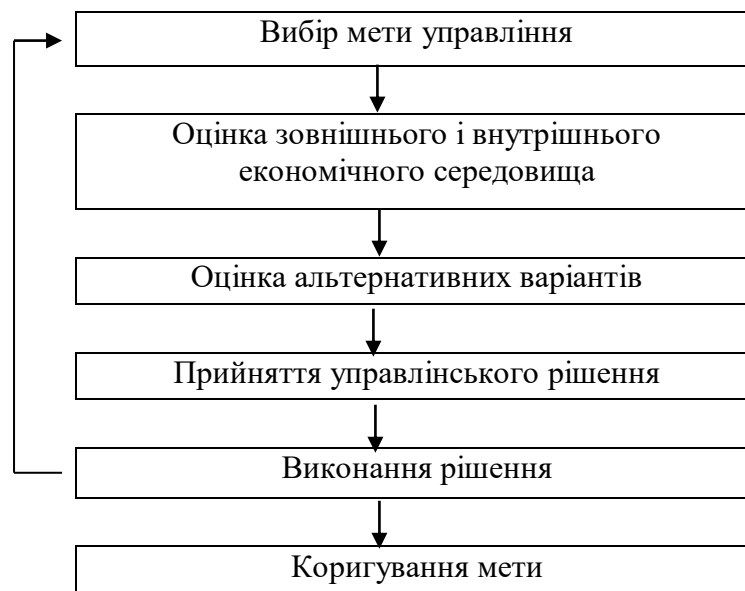 Вибір мети управління
Оцінка зовнішнього і внутрішнього
економічного середовища
Оцінка альтернативних варіантів
Прийняття управлінського рішення
Виконання рішення
Коригування мети